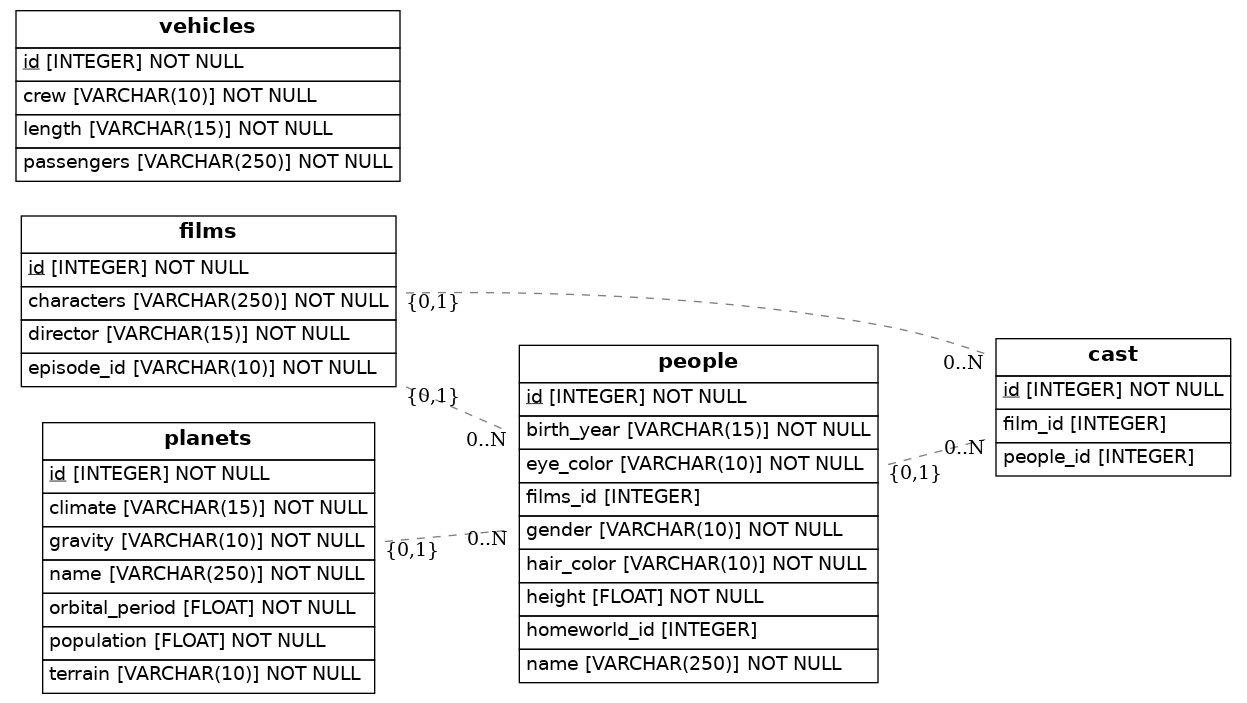 vehicles
id [INTEGER] NOT NULL
crew [VARCHAR(10)] NOT NULL
length [VARCHAR(15)] NOT NULL
passengers [VARCHAR(250)] NOT NULL
films
id [INTEGER] NOT NULL
characters [VARCHAR(250)] NOT NULL
director [VARCHAR(15)] NOT NULL
episode_id [VARCHAR(10)] NOT NULL
{0,1}
{0,1}
planets
id [INTEGER] NOT NULL
climate [VARCHAR(15)] NOT NULL
gravity [VARCHAR(10)] NOT NULL
name [VARCHAR(250)] NOT NULL
orbital_period [FLOAT] NOT NULL
population [FLOAT] NOT NULL
terrain [VARCHAR(10)] NOT NULL
{0,1}
0..N
0..N
people
id [INTEGER] NOT NULL
birth_year [VARCHAR(15)] NOT NULL
eye_color [VARCHAR(10)] NOT NULL
films_id [INTEGER]
gender [VARCHAR(10)] NOT NULL
hair_color [VARCHAR(10)] NOT NULL
height [FLOAT] NOT NULL
homeworld_id [INTEGER]
name [VARCHAR(250)] NOT NULL
{0,1}
0..N
0..N
cast
id [INTEGER] NOT NULL
film_id [INTEGER]
people_id [INTEGER]